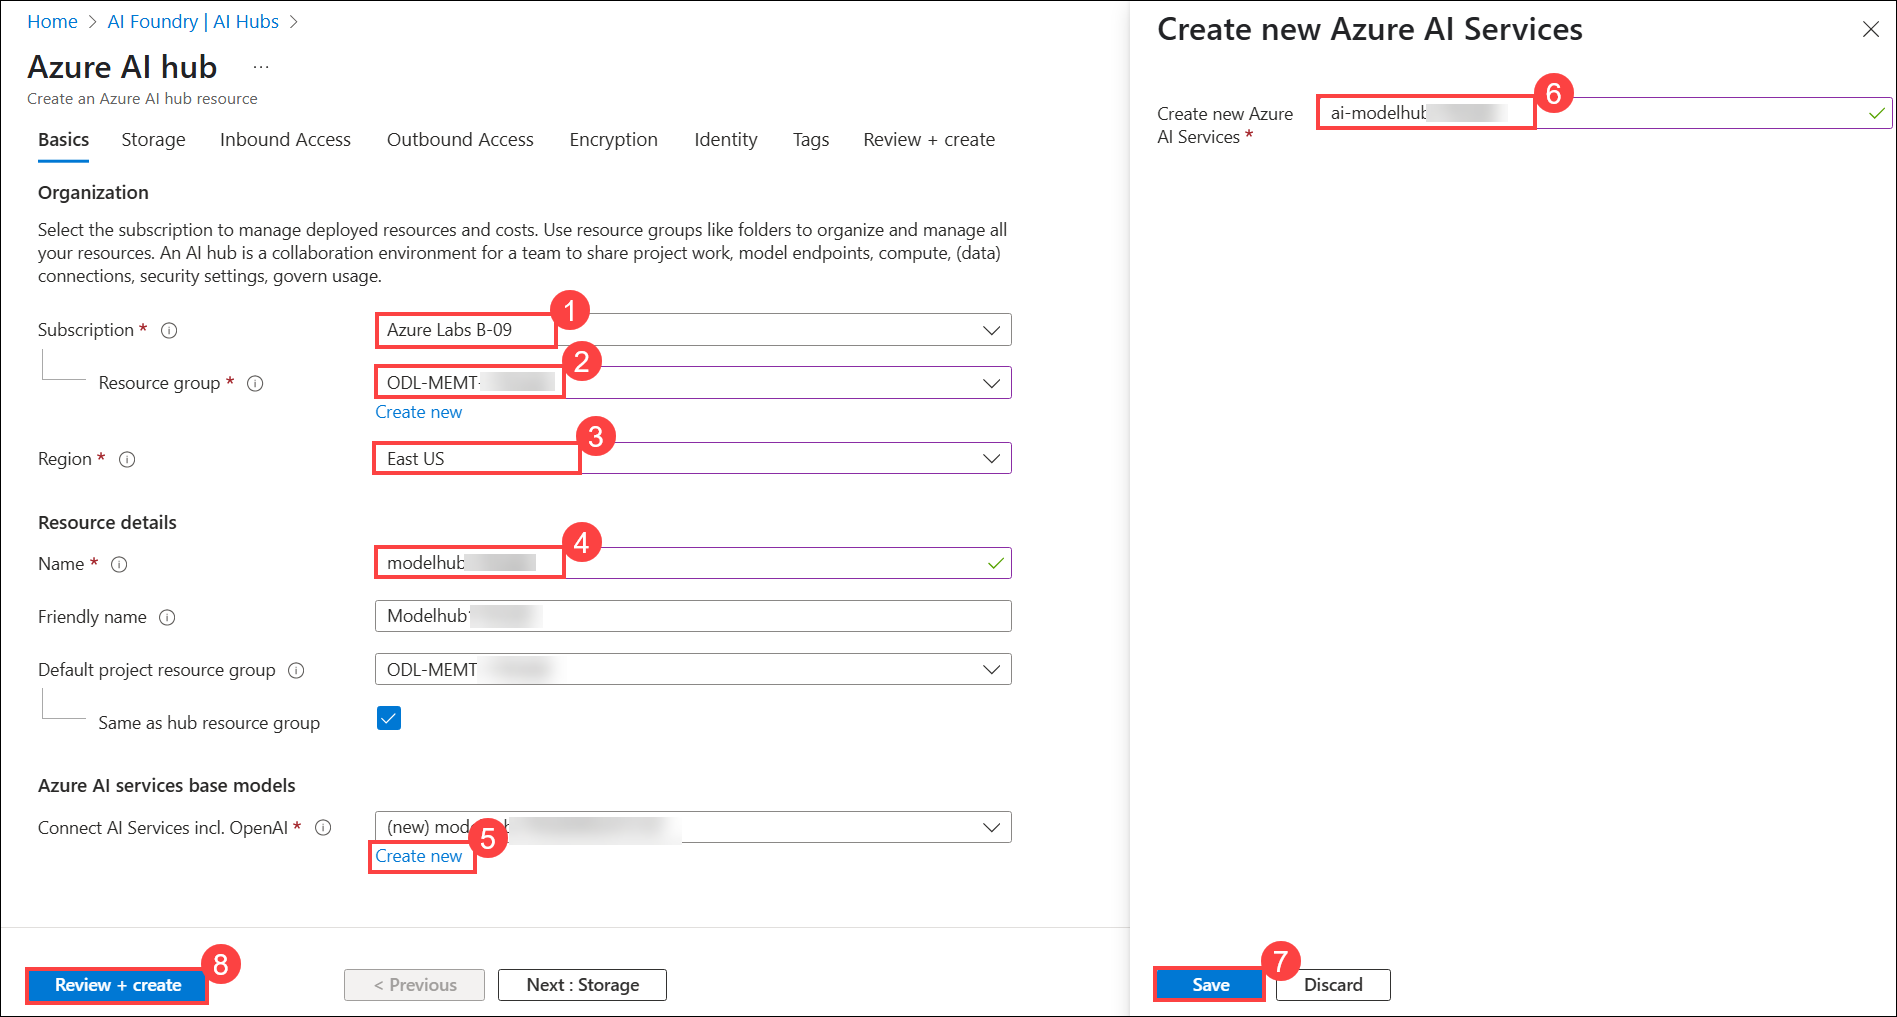 Home > AI Foundry | AI Hubs >
Azure AI hub ...
Create an Azure AI hub resource
Basics Storage Inbound Access Outbound Access Encryption Identity Tags Review + create
Organization
Select the subscription to manage deployed resources and costs. Use resource groups like folders to organize and manage all
your resources. An AI hub is a collaboration environment for a team to share project work, model endpoints, compute, (data)
connections, security settings, govern usage.
Subscription * Azure Labs B-09 1
Resource group * ODL-MEMT- 2
Create new
Region * East US 3
Resource details
Name * modelhub 4
Friendly name Modelhub
Default project resource group ODL-MEMT
Same as hub resource group
Azure AI services base models
Connect AI Services incl. OpenAI * (new)
Create new 5
Review + create 8
< Previous
Next : Storage
Create new Azure AI Services
Create new Azure
AI Services *
ai-modelhub 6
Save 7
Discard